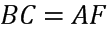 BC = AF